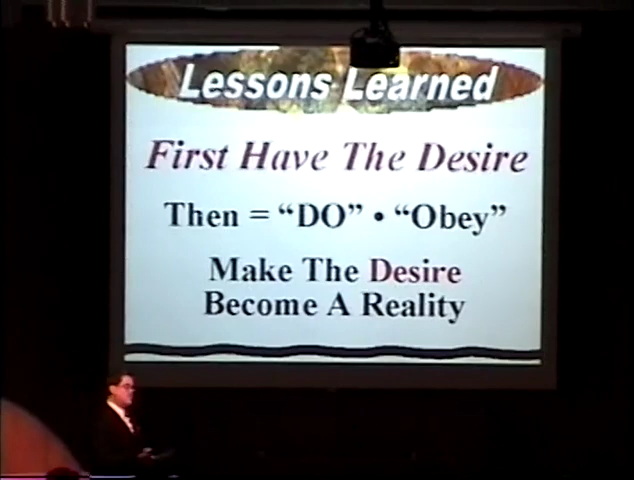 Lessons Learned
First Have The Desire
Then = “DO” • “Obey”
Make The Desire
Become A Reality